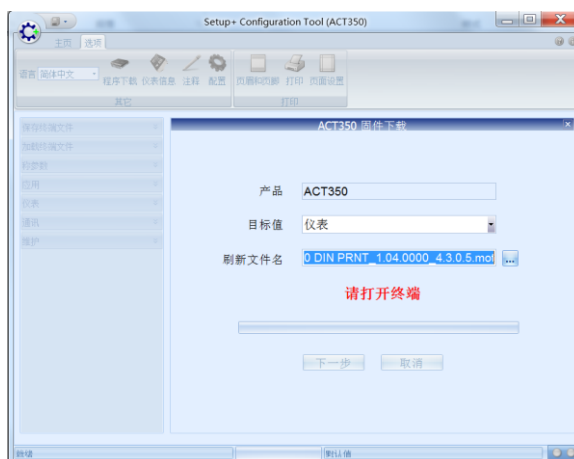 Setup+ Configuration Tool (ACT350)
主页 选项
语言 简体中文
程序下载 仪表信息 注释 配置 页眉和页脚 打印 页面设置
其它 打印
保存终端文件
加载终端文件
秤参数
应用
仪表
通讯
维护
ACT350 固件下载
产品 ACT350
目标值 仪表
刷新文件名 0 DIN PRNT_1.04.0000_4.3.0.5.mot ...
请打开终端
下一步 取消
就绪 默认值